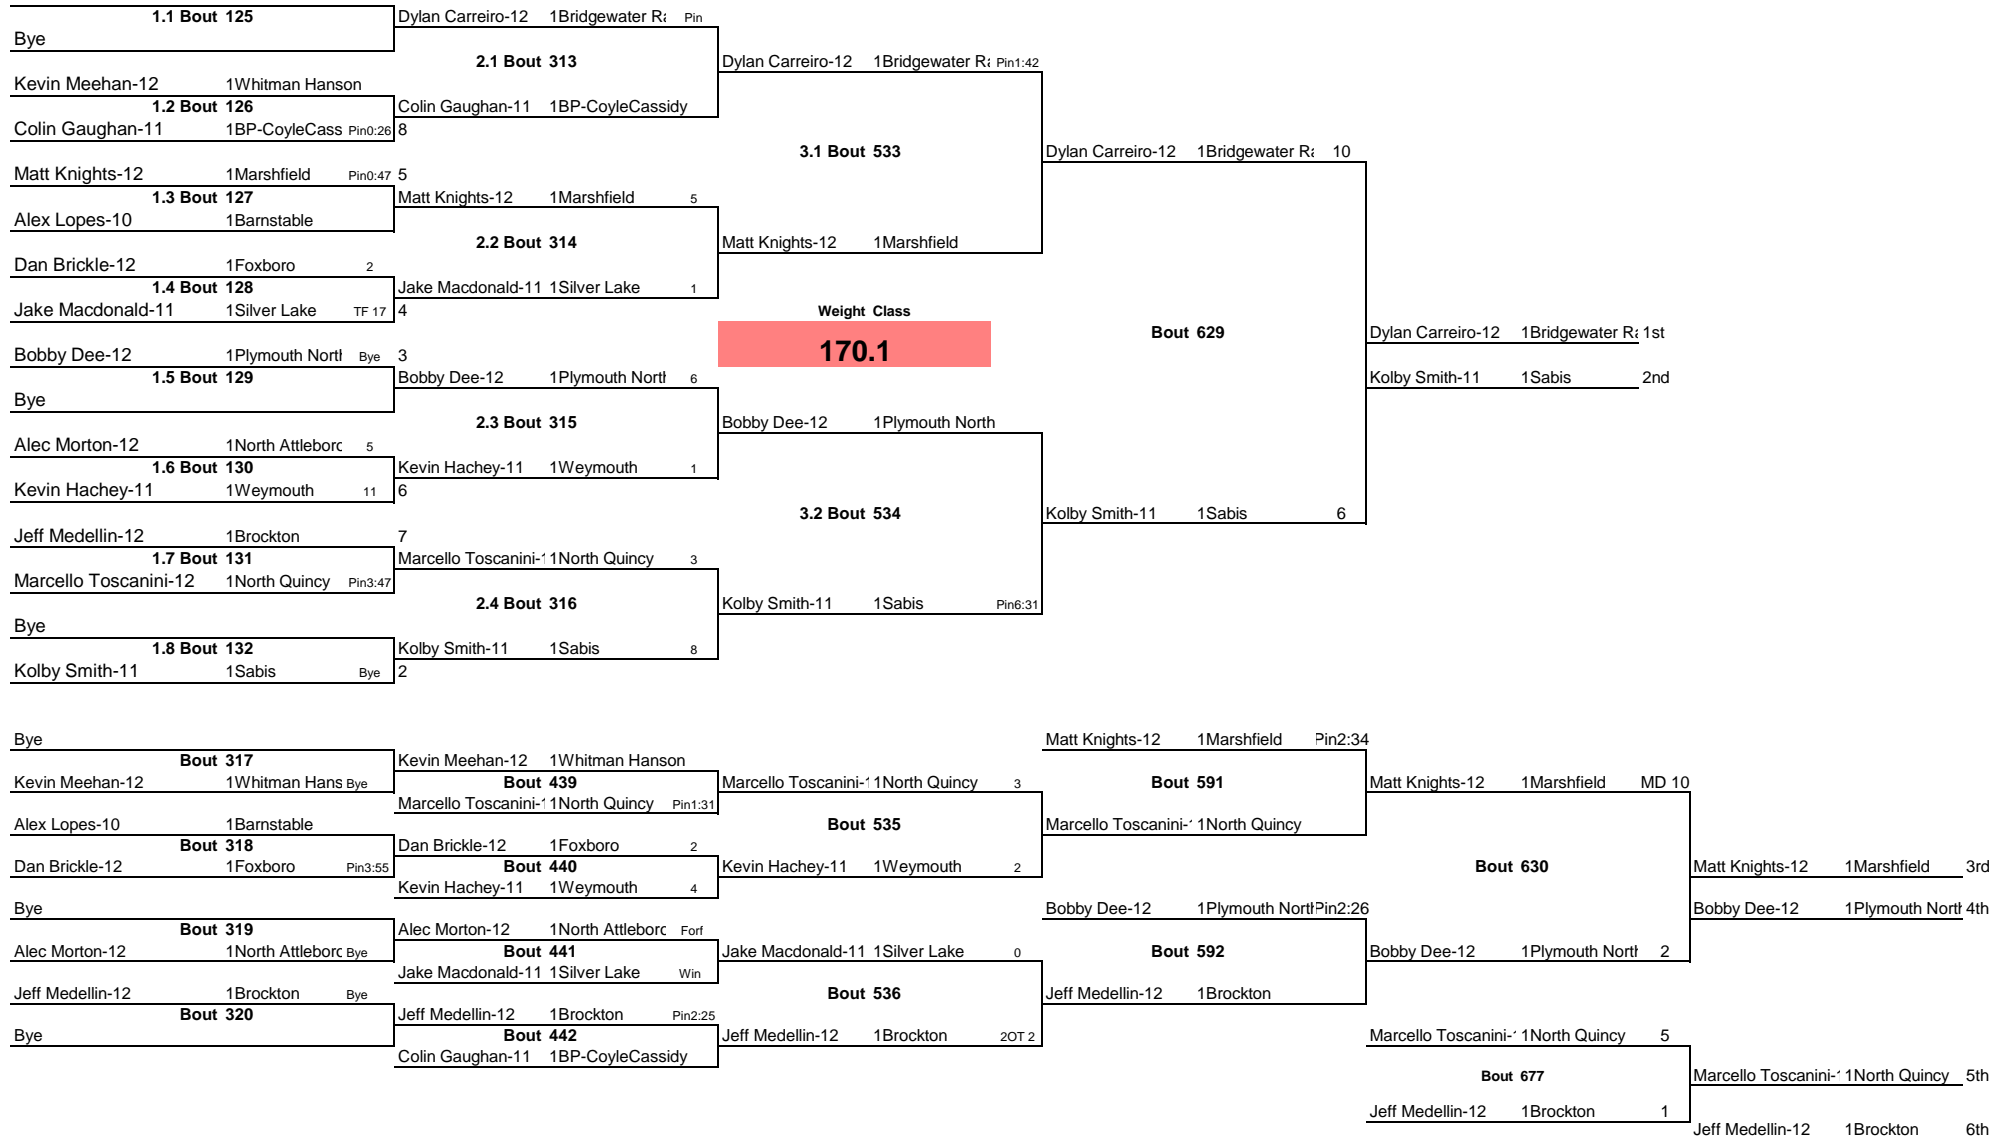 1.1 Bout 125 Dylan Carreiro-12 1Bridgewater Ra Pin
Bye
2.1 Bout 313 Dylan Carreiro-12 1Bridgewater Ra Pin1:42
Kevin Meehan-12 1Whitman Hanson
1.2 Bout 126 Colin Gaughan-11 1BP-CoyleCassidy
Colin Gaughan-11 1BP-CoyleCass Pin0:26 8
3.1 Bout 533 Dylan Carreiro-12 1Bridgewater Ra 10
Matt Knights-12 1Marshfield Pin0:47 5
1.3 Bout 127 Matt Knights-12 1Marshfield 5
Alex Lopes-10 1Barnstable
2.2 Bout 314 Matt Knights-12 1Marshfield
Dan Brickle-12 1Foxboro 2
1.4 Bout 128 Jake Macdonald-11 1Silver Lake 1
Jake Macdonald-11 1Silver Lake TF 17 4 Weight Class
Bout 629 Dylan Carreiro-12 1Bridgewater Ra 1st
Bobby Dee-12 1Plymouth North Bye 3 170.1
1.5 Bout 129 Bobby Dee-12 1Plymouth North 6 Kolby Smith-11 1Sabis 2nd
Bye
2.3 Bout 315 Bobby Dee-12 1Plymouth North
Alec Morton-12 1North Attleboro 5
1.6 Bout 130 Kevin Hachey-11 1Weymouth 1
Kevin Hachey-11 1Weymouth 11 6
3.2 Bout 534 Kolby Smith-11 1Sabis 6
Jeff Medellin-12 1Brockton 7
1.7 Bout 131 Marcello Toscanini-1 1North Quincy 3
Marcello Toscanini-12 1North Quincy Pin3:47
2.4 Bout 316 Kolby Smith-11 1Sabis Pin6:31
Bye
1.8 Bout 132 Kolby Smith-11 1Sabis 8
Kolby Smith-11 1Sabis Bye 2
Bye Matt Knights-12 1Marshfield Pin2:34
Bout 317 Kevin Meehan-12 1Whitman Hanson
Kevin Meehan-12 1Whitman Hans Bye Bout 439 Marcello Toscanini-1 1North Quincy 3 Bout 591 Matt Knights-12 1Marshfield MD 10
Marcello Toscanini-1 1North Quincy Pin1:31
Alex Lopes-10 1Barnstable Bout 535 Marcello Toscanini-1 1North Quincy
Bout 318 Dan Brickle-12 1Foxboro 2
Dan Brickle-12 1Foxboro Pin3:55 Bout 440 Kevin Hachey-11 1Weymouth 2 Bout 630 Matt Knights-12 1Marshfield 3rd
Kevin Hachey-11 1Weymouth 4
Bye Bobby Dee-12 1Plymouth North Pin2:26 Bobby Dee-12 1Plymouth North 4th
Bout 319 Alec Morton-12 1North Attleboro Forf
Alec Morton-12 1North Attleboro Bye Bout 441 Jake Macdonald-11 1Silver Lake 0 Bout 592 Bobby Dee-12 1Plymouth North 2
Jake Macdonald-11 1Silver Lake Win
Jeff Medellin-12 1Brockton Bye Bout 536 Jeff Medellin-12 1Brockton
Bout 320 Jeff Medellin-12 1Brockton Pin2:25
Bye Bout 442 Jeff Medellin-12 1Brockton 2OT 2 Marcello Toscanini-1 1North Quincy 5
Colin Gaughan-11 1BP-CoyleCassidy
Bout 677 Marcello Toscanini-1 1North Quincy 5th
Jeff Medellin-12 1Brockton 1
Jeff Medellin-12 1Brockton 6th